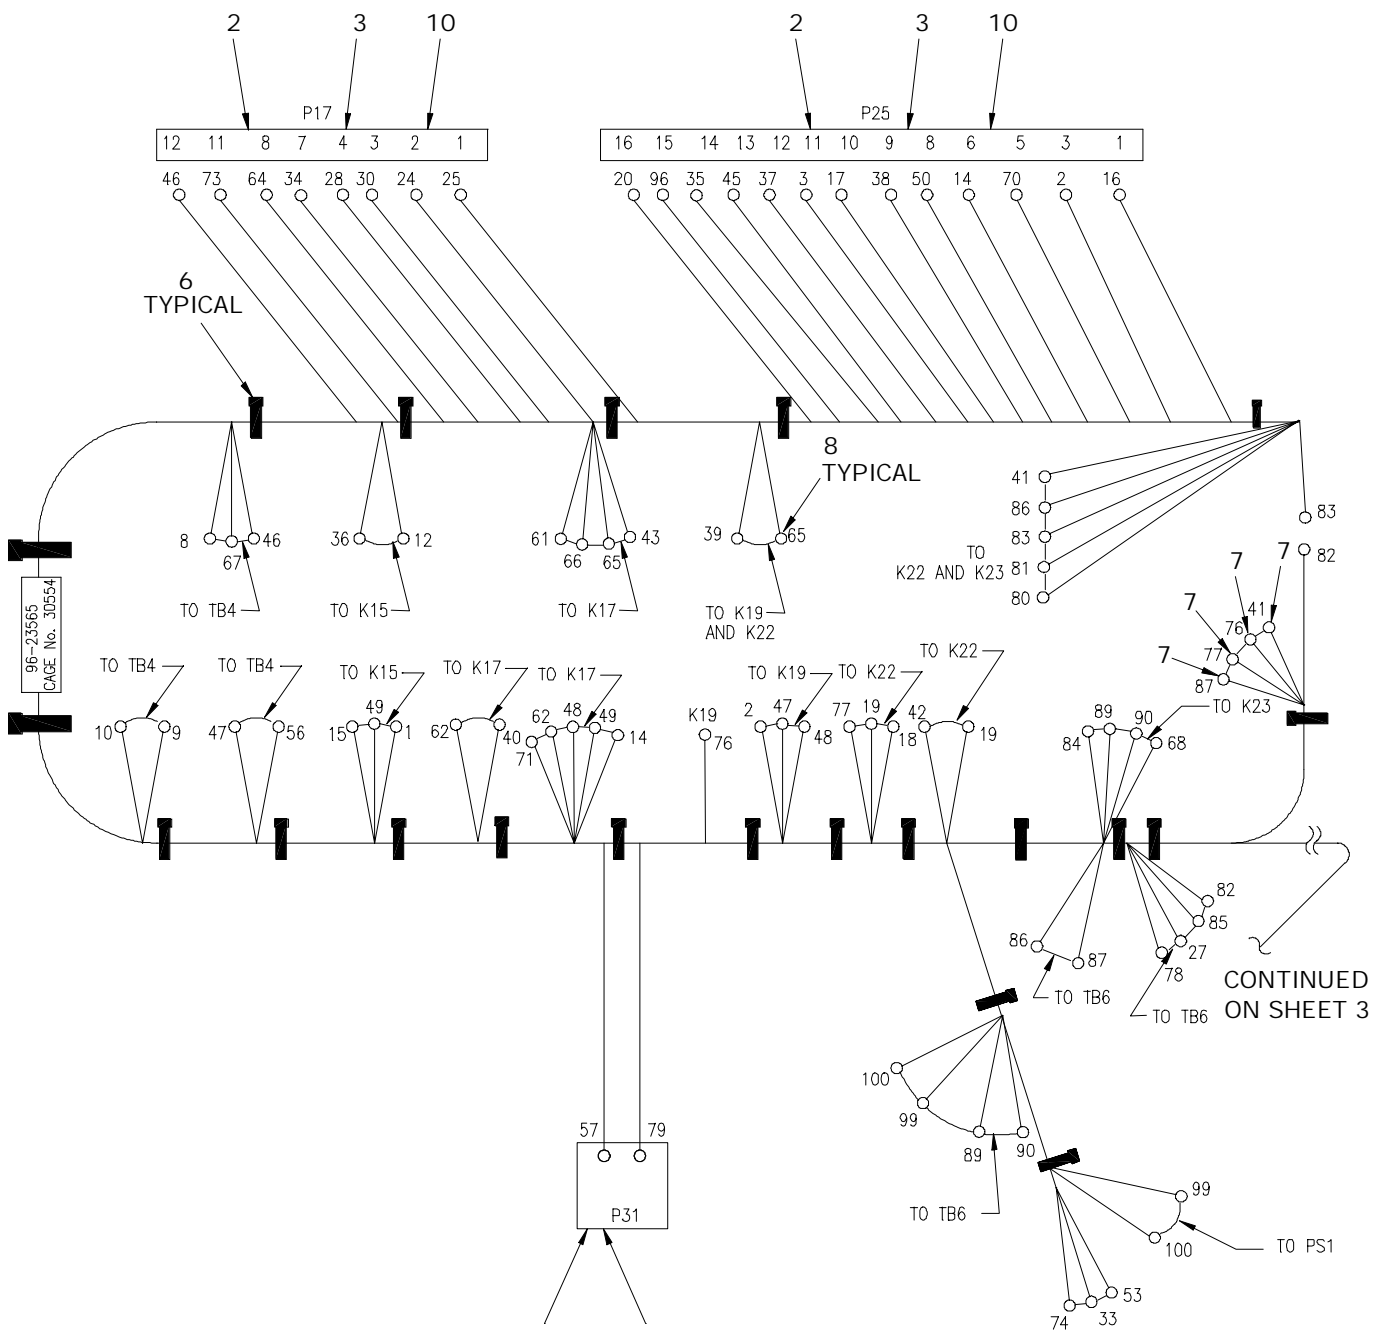 2 3 10 2 3 10
P17 P25
12 11 8 7 4 3 2 1
16 15 14 13 12 11 10 9 8 6 5 3 1
46 73 64 34 28 30 24 25
20 96 35 45 37 3 17 38 50 14 70 2 16
6
TYPICAL
8
TYPICAL
41
86
83
81
80
TO
K22 AND K23
83
82
8 67 46
TO TB4
36 12
TO K15
61 66 65 43
TO K17
39 65
TO K19
AND K22
7 7 7 7
41
76
77
87
96-23565
CAGE No. 30554
TO TB4
10 9
TO TB4
47 56
TO K15
15 49 1
TO K17
62 40
TO K17
71 62 48 49 14
K19
76
TO K19
2 47 48
TO K22
77 19 18
TO K22
42 19
TO K23
84 89 90 68
86 87
TO TB6
82
85
27
78
TO TB6
CONTINUED
ON SHEET 3
100
99
89
90
TO TB6
57 79
P31
99
100
TO PS1
53
33
74